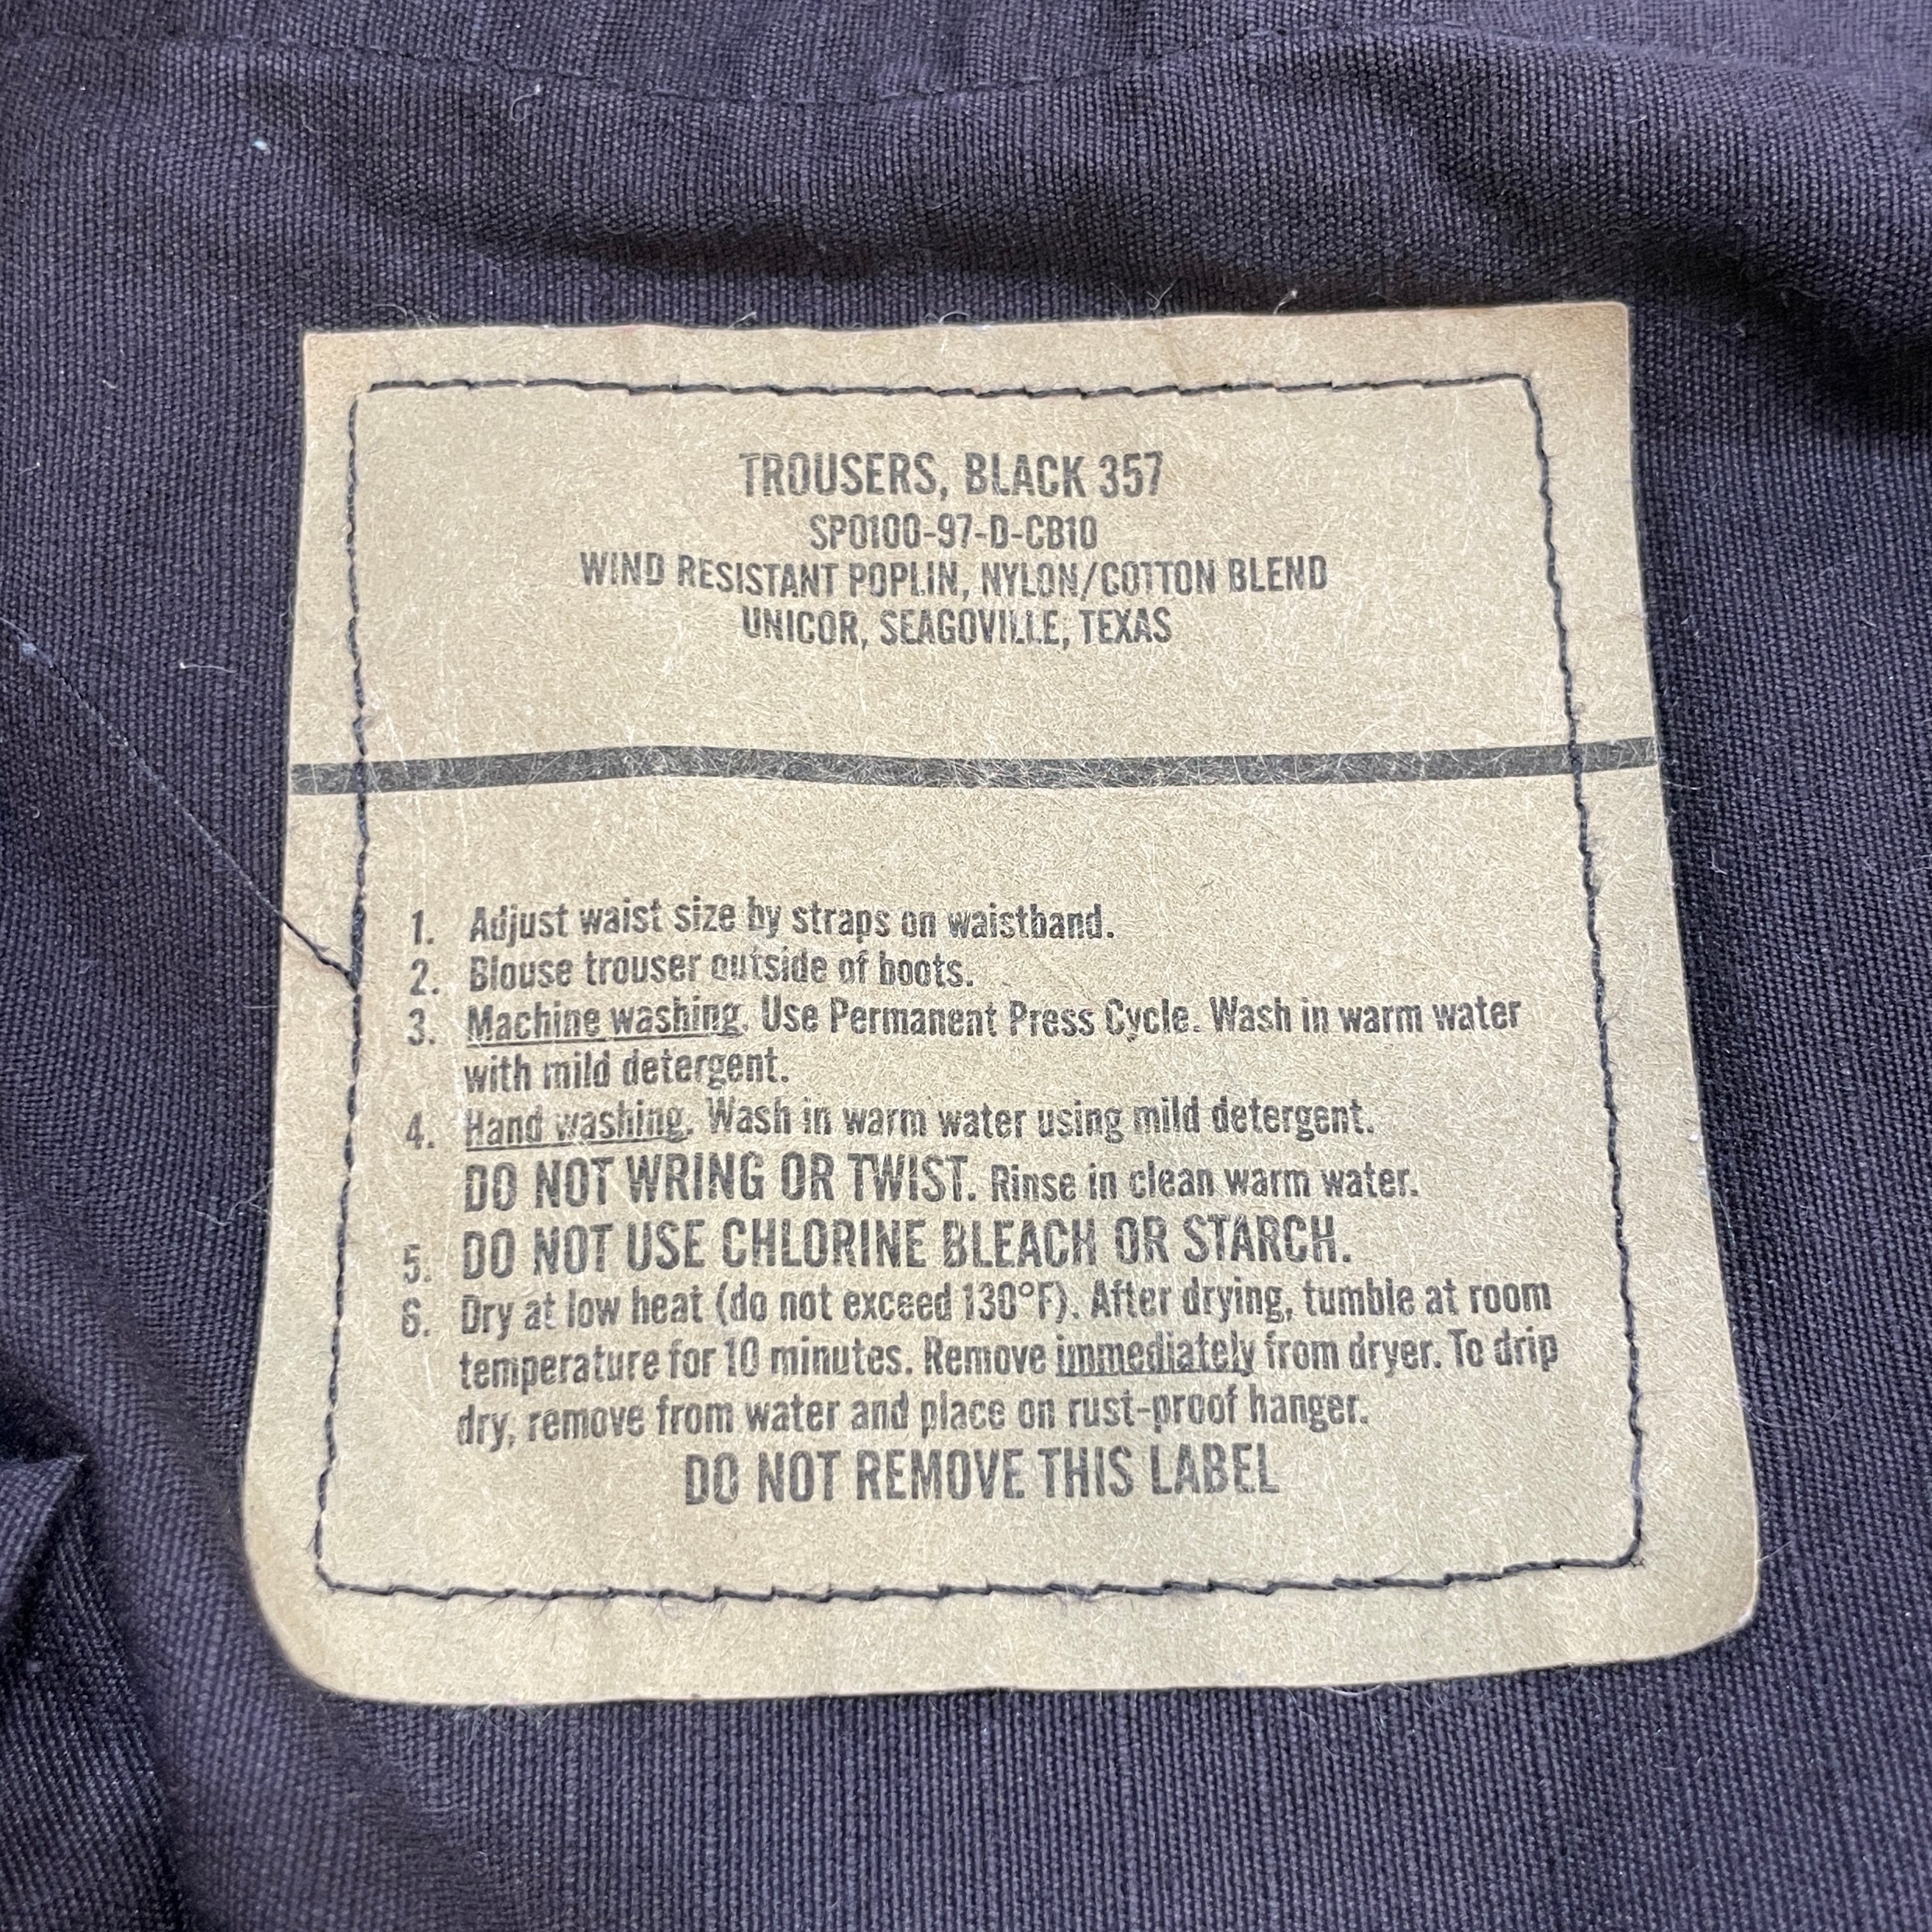 TROUSERS, BLACK 357
SP0100-97-D-CB10
WIND RESISTANT POPLIN, NYLON/COTTON BLEND
UNICOR, SEAGOVILLE, TEXAS
1. Adjust waist size by straps on waistband.
2. Blouse trouser outside of boots.
3. Machine washing. Use Permanent Press Cycle. Wash in warm water
with mild detergent.
4. Hand washing. Wash in warm water using mild detergent.
DO NOT WRING OR TWIST. Rinse in clean warm water.
5. DO NOT USE CHLORINE BLEACH OR STARCH.
6. Dry at low heat (do not exceed 130°F). After drying, tumble at room
temperature for 10 minutes. Remove immediately from dryer. To drip
dry, remove from water and place on rust-proof hanger.
DO NOT REMOVE THIS LABEL